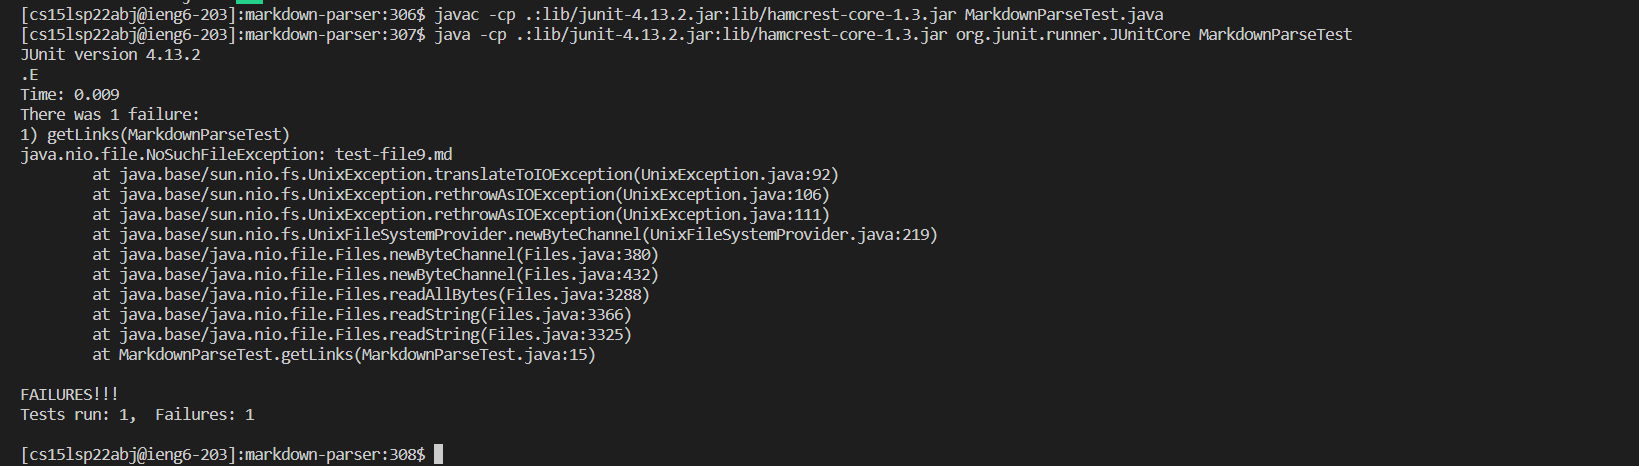 [cs15lsp22abj@ieng6-203]:markdown-parser:306$ javac -cp .:lib/junit-4.13.2.jar:lib/hamcrest-core-1.3.jar MarkdownParseTest.java
[cs15lsp22abj@ieng6-203]:markdown-parser:307$ java -cp .:lib/junit-4.13.2.jar:lib/hamcrest-core-1.3.jar org.junit.runner.JUnitCore MarkdownParseTest
JUnit version 4.13.2
.E
Time: 0.009
There was 1 failure:
1) getLinks(MarkdownParseTest)
java.nio.file.NoSuchFileException: test-file9.md
        at java.base/sun.nio.fs.UnixException.translateToIOException(UnixException.java:92)
        at java.base/sun.nio.fs.UnixException.rethrowAsIOException(UnixException.java:106)
        at java.base/sun.nio.fs.UnixException.rethrowAsIOException(UnixException.java:111)
        at java.base/sun.nio.fs.UnixFileSystemProvider.newByteChannel(UnixFileSystemProvider.java:219)
        at java.base/java.nio.file.Files.newByteChannel(Files.java:380)
        at java.base/java.nio.file.Files.newByteChannel(Files.java:432)
        at java.base/java.nio.file.Files.readAllBytes(Files.java:3288)
        at java.base/java.nio.file.Files.readString(Files.java:3366)
        at java.base/java.nio.file.Files.readString(Files.java:3325)
        at MarkdownParseTest.getLinks(MarkdownParseTest.java:15)

FAILURES!!!
Tests run: 1,  Failures: 1

[cs15lsp22abj@ieng6-203]:markdown-parser:308$